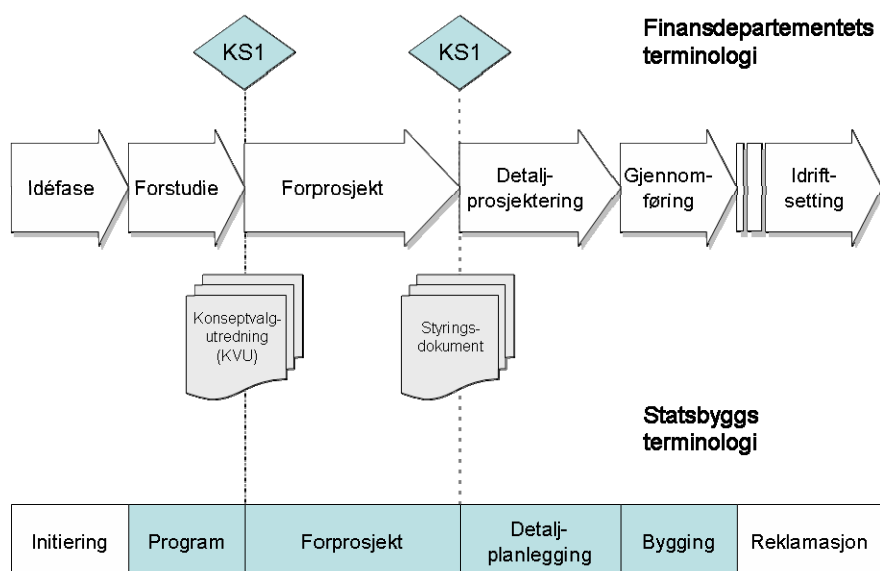 KS1
KS1
Finansdepartementets
terminologi
Idéfase
Forstudie
Forprosjekt
Detalj-
prosjektering
Gjennom-
føring
Idrift-
setting
Konseptvalg-
utredning
(KVU)
Styrings-
dokument
Statsbyggs
terminologi
Initiering
Program
Forprosjekt
Detalj-
planlegging
Bygging
Reklamasjon